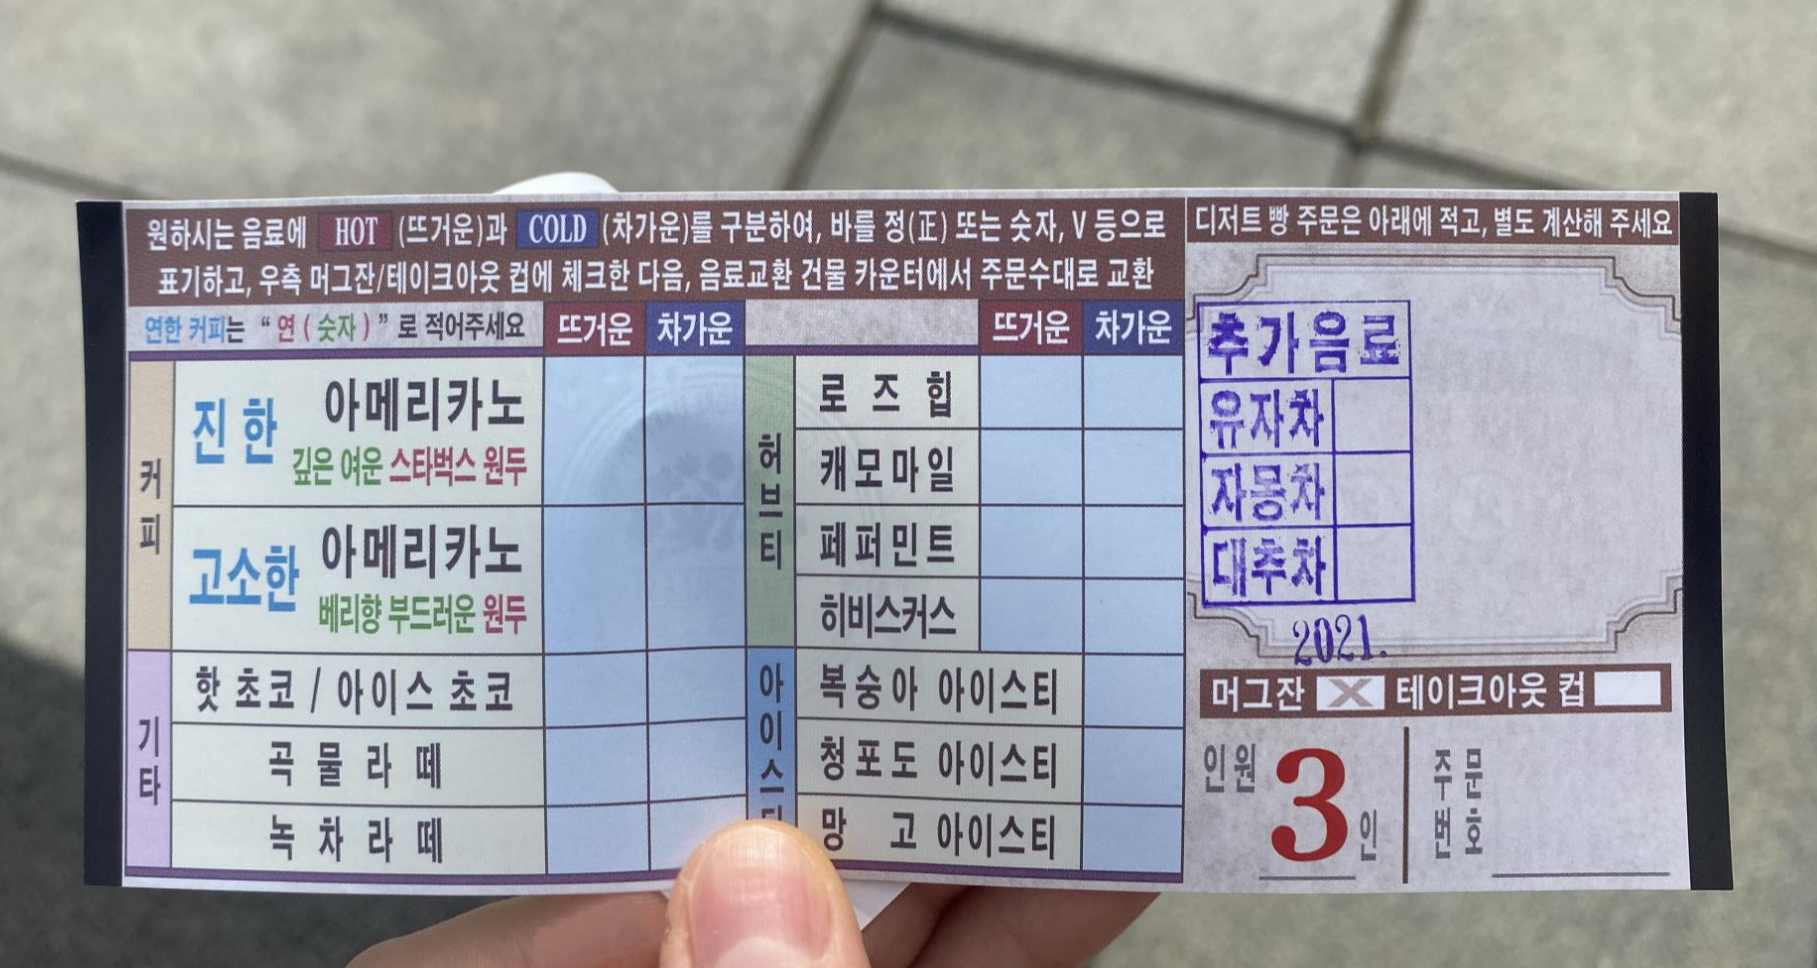 원하시는 음료에 HOT (뜨거운)과 COLD (차가운)를 구분하여, 바를 정(正) 또는 숫자, V 등으로
표기하고, 우측 머그잔/테이크아웃 컵에 체크한 다음, 음료교환 건물 카운터에서 주문수대로 교환
연한 커피는 “연 ( 숫자 ) ” 로 적어주세요 뜨거운 차가운
커피
진한 아메리카노
깊은 여운 스타벅스 원두
고소한 아메리카노
베리향 부드러운 원두
기타
핫 초코 / 아이스 초코
곡물라떼
녹차라떼
뜨거운 차가운
허브티
로즈힙
캐모마일
페퍼민트
히비스커스
아이스티
복숭아 아이스티
청포도 아이스티
망고 아이스티
디저트 빵 주문은 아래에 적고, 별도 계산해 주세요
추가음료
유자차
자몽차
대추차
2021.
머그잔 X 테이크아웃 컵
인원 3인
주문번호